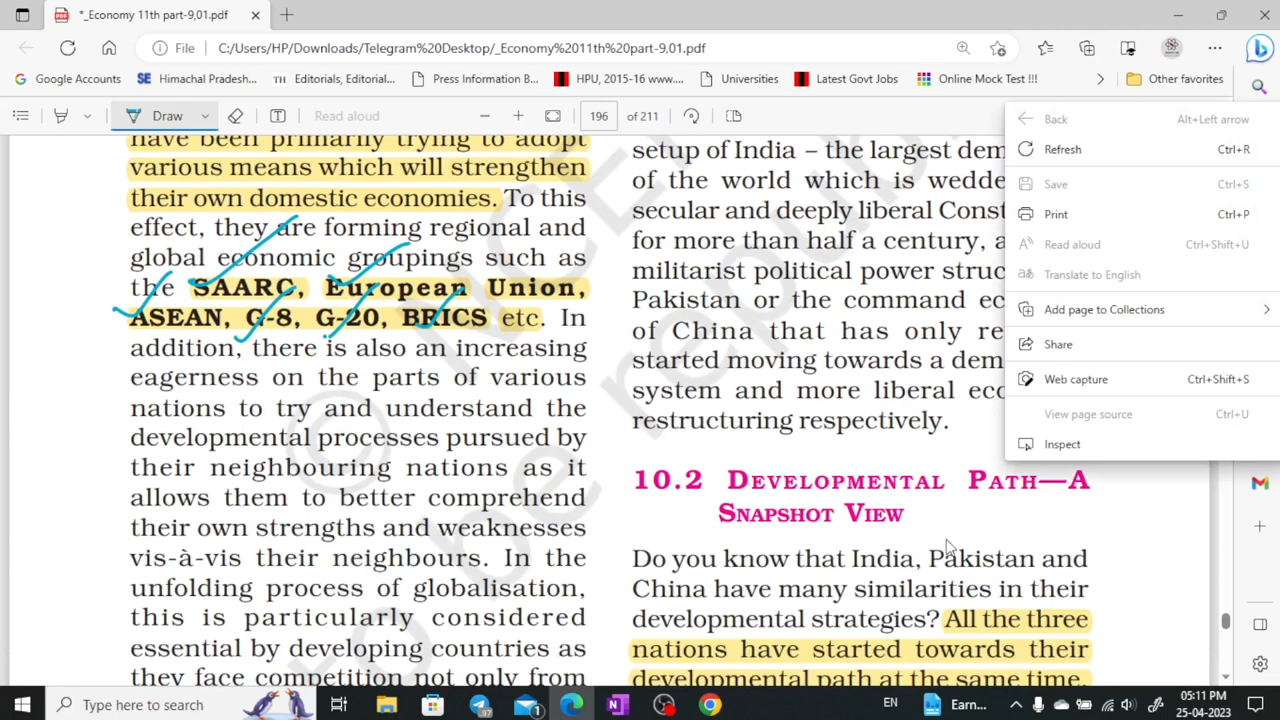 *_Economy 11th part-9,01.pdf
File C:/Users/HP/Downloads/Telegram%20Desktop/_Economy%2011th%20part-9,01.pdf
Google Accounts SE Himachal Pradesh... TH Editorials, Editorial... Press Information B... HPU, 2015-16 www.... Universities Latest Govt Jobs Online Mock Test !!! Other favorites
Draw Read aloud 196 of 211
have been primarily trying to adopt
various means which will strengthen
their own domestic economies. To this
effect, they are forming regional and
global economic groupings such as
the SAARC, European Union,
ASEAN, G-8, G-20, BRICS etc. In
addition, there is also an increasing
eagerness on the parts of various
nations to try and understand the
developmental processes pursued by
their neighbouring nations as it
allows them to better comprehend
their own strengths and weaknesses
vis-à-vis their neighbours. In the
unfolding process of globalisation,
this is particularly considered
essential by developing countries as
they face competition not only from
setup of India – the largest dem
of the world which is wedde
secular and deeply liberal Const
for more than half a century, a
militarist political power struc
Pakistan or the command ec
of China that has only re
started moving towards a dem
system and more liberal eco
restructuring respectively.
10.2 DEVELOPMENTAL PATH—A
SNAPSHOT VIEW
Do you know that India, Pakistan and
China have many similarities in their
developmental strategies? All the three
nations have started towards their
developmental path at the same time.
Back Alt+Left arrow
Refresh Ctrl+R
Save Ctrl+S
Print Ctrl+P
Read aloud Ctrl+Shift+U
Translate to English
Add page to Collections
Share
Web capture Ctrl+Shift+S
View page source Ctrl+U
Inspect
© NCE
to be repu
Type here to search
97
1
EN
Earn...
05:11 PM
25-04-2023